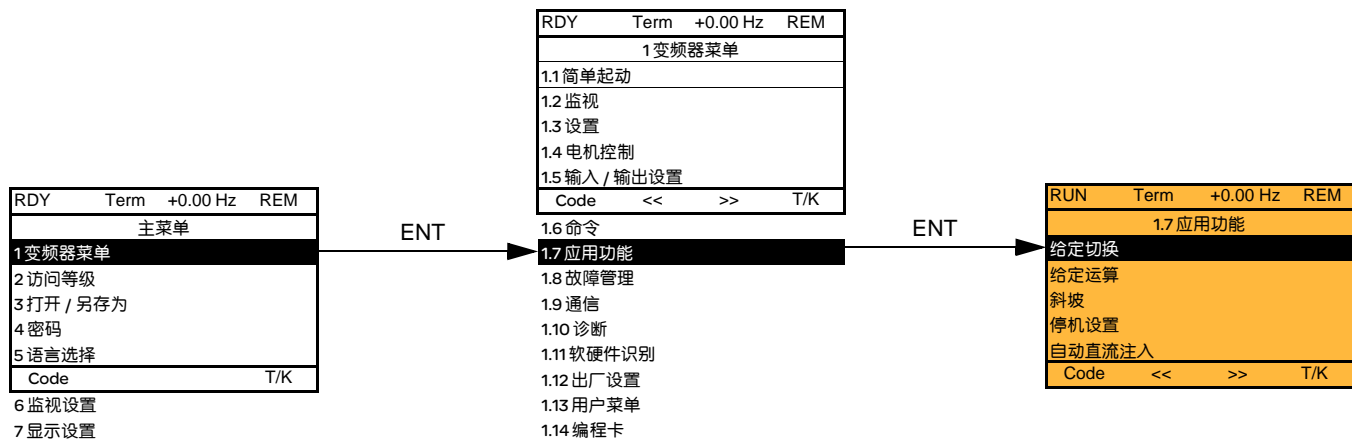 RDY Term +0.00 Hz REM
主菜单
1 变频器菜单
2 访问等级
3 打开 / 另存为
4 密码
5 语言选择
Code T/K
6 监视设置
7 显示设置
ENT
RDY Term +0.00 Hz REM
1 变频器菜单
1.1 简单起动
1.2 监视
1.3 设置
1.4 电机控制
1.5 输入 / 输出设置
Code << >> T/K
1.6 命令
1.7 应用功能
1.8 故障管理
1.9 通信
1.10 诊断
1.11 软硬件识别
1.12 出厂设置
1.13 用户菜单
1.14 编程卡
ENT
RUN Term +0.00 Hz REM
1.7 应用功能
给定切换
给定运算
斜坡
停机设置
自动直流注入
Code << >> T/K